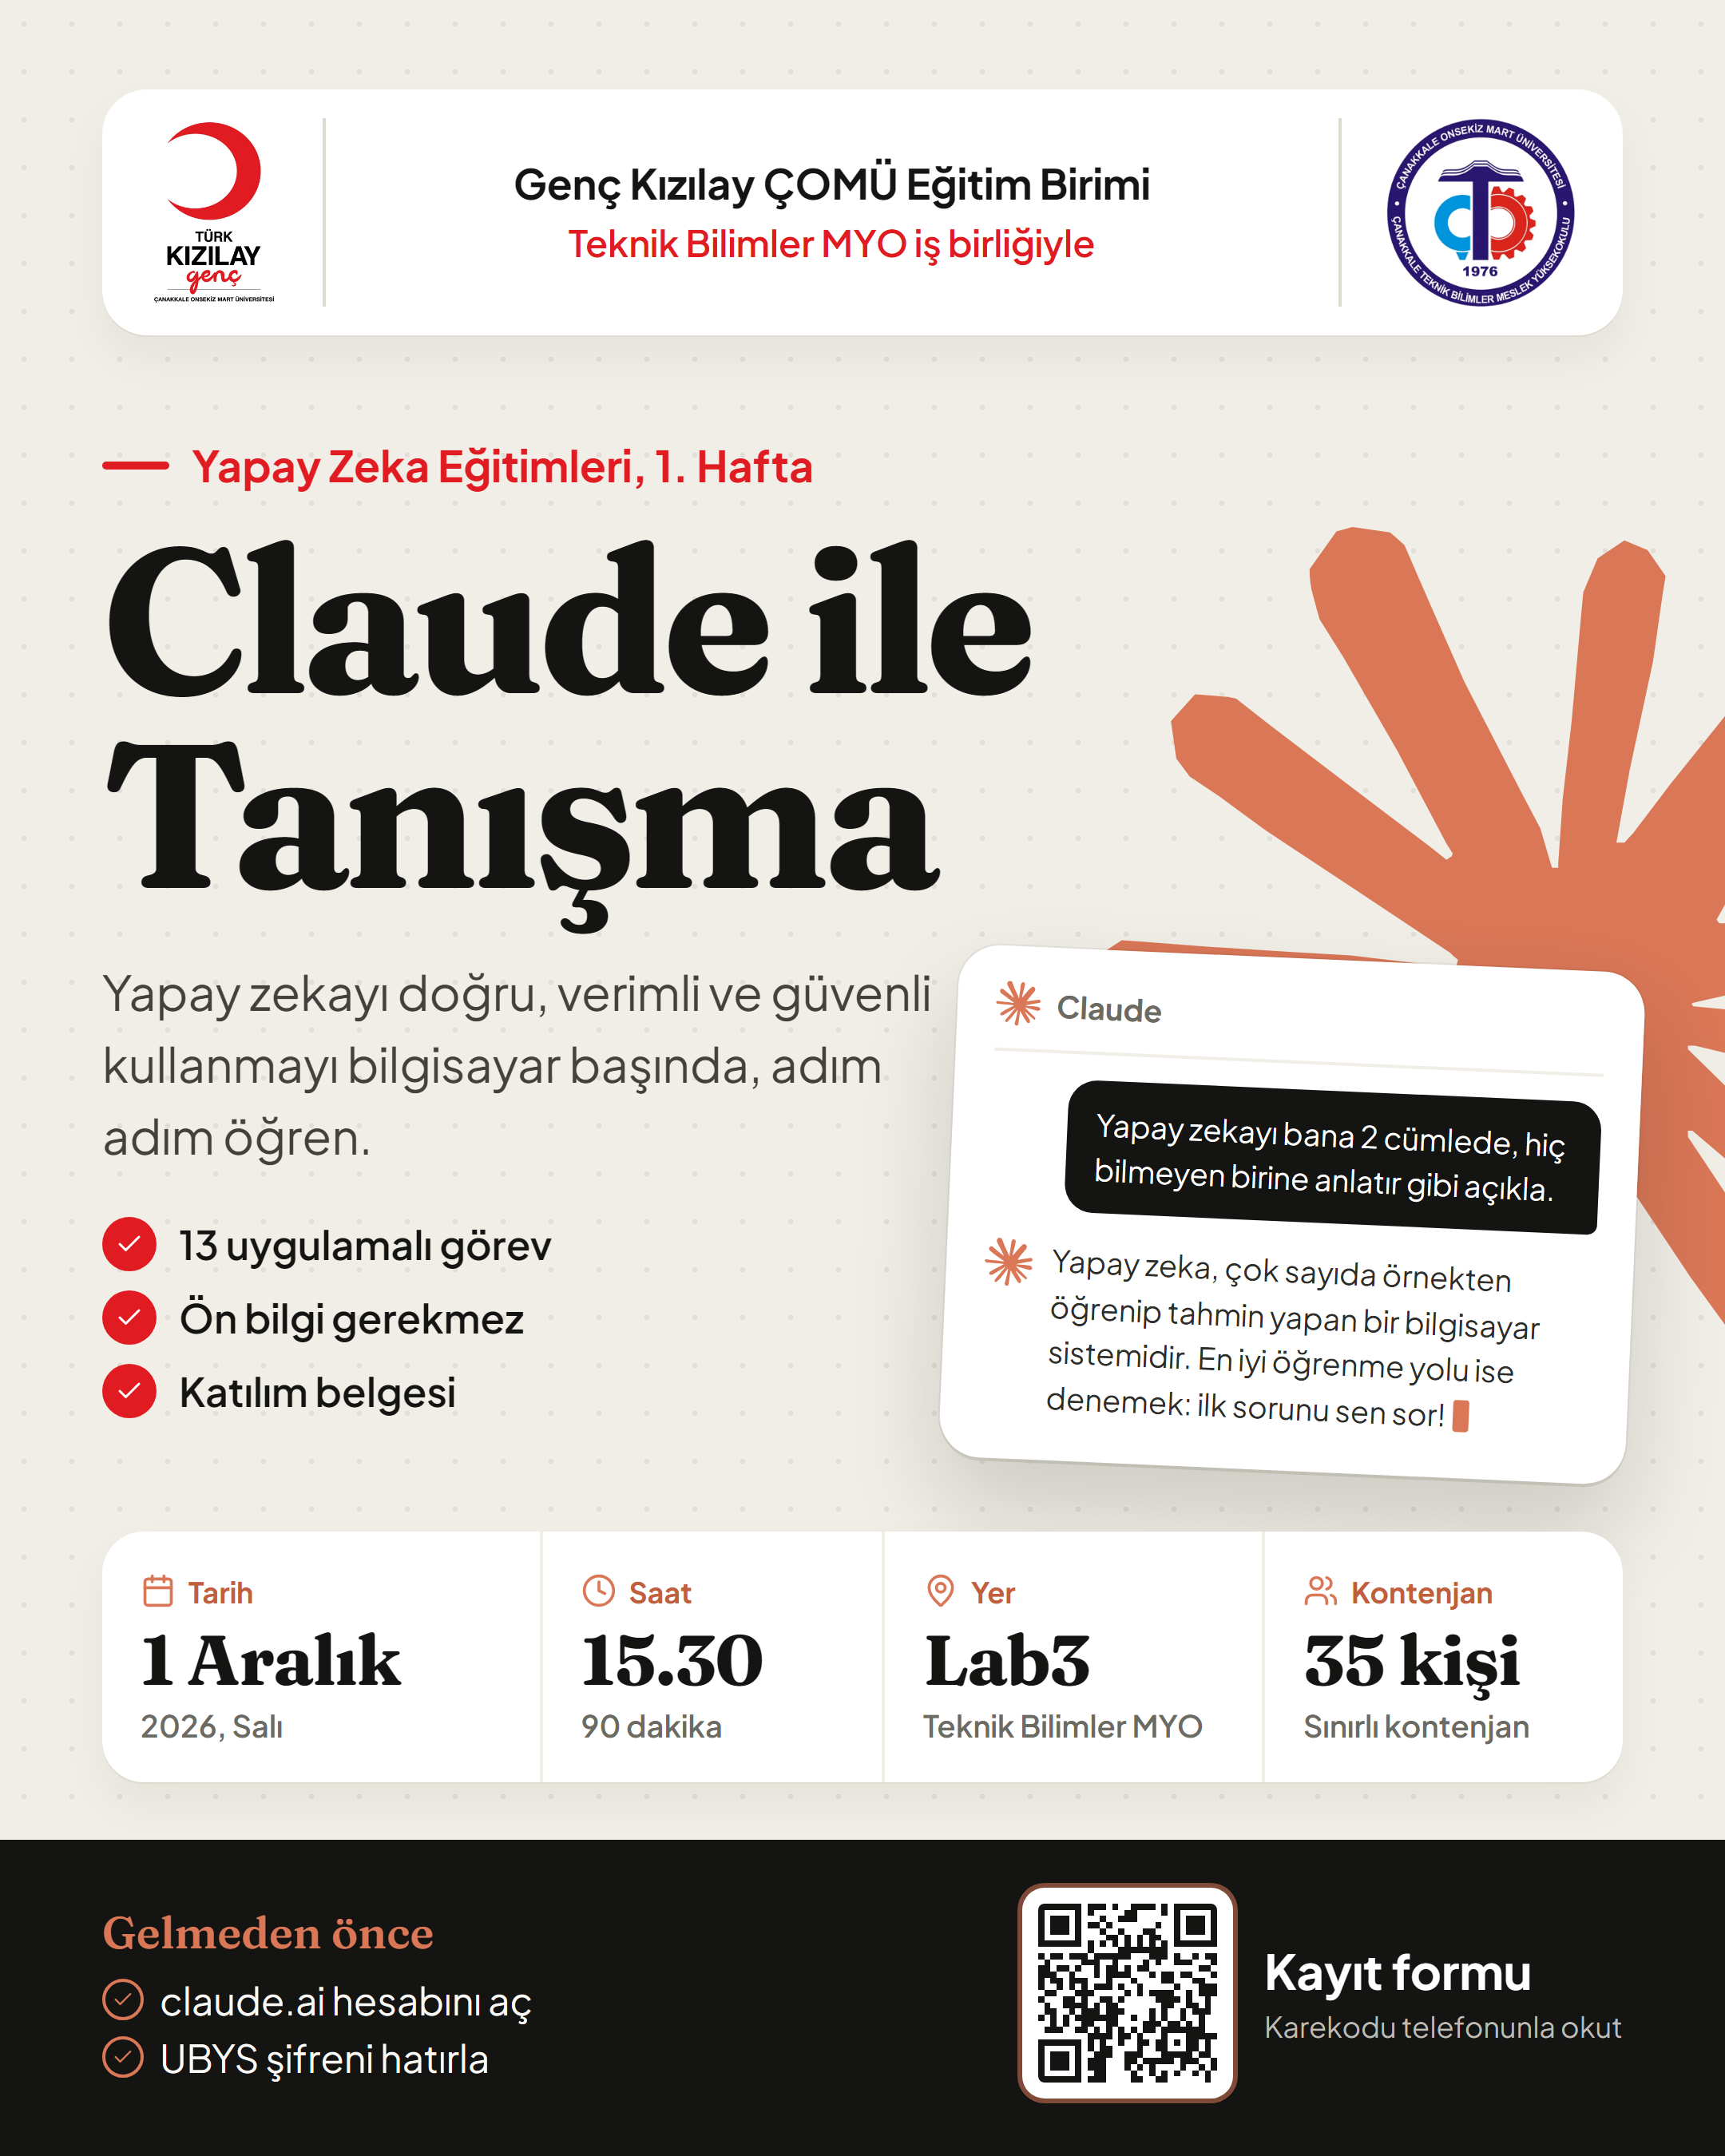 TÜRK
KIZILAY
genç
ÇANAKKALE ONSEKİZ MART ÜNİVERSİTESİ
Genç Kızılay ÇOMÜ Eğitim Birimi
Teknik Bilimler MYO iş birliğiyle
ÇANAKKALE ONSEKİZ MART ÜNİVERSİTESİ
1976
ÇANAKKALE TEKNİK BİLİMLER MESLEK YÜKSEKOKULU
Yapay Zeka Eğitimleri, 1. Hafta
Claude ile
Tanışma
Yapay zekayı doğru, verimli ve güvenli
kullanmayı bilgisayar başında, adım
adım öğren.
13 uygulamalı görev
Ön bilgi gerekmez
Katılım belgesi
Claude
Yapay zekayı bana 2 cümlede, hiç
bilmeyen birine anlatır gibi açıkla.
Yapay zeka, çok sayıda örnekten
öğrenip tahmin yapan bir bilgisayar
sistemidir. En iyi öğrenme yolu ise
denemek: ilk sorunu sen sor!
Tarih
1 Aralık
2026, Salı
Saat
15.30
90 dakika
Yer
Lab3
Teknik Bilimler MYO
Kontenjan
35 kişi
Sınırlı kontenjan
Gelmeden önce
claude.ai hesabını aç
UBYS şifreni hatırla
Kayıt formu
Karekodu telefonunla okut